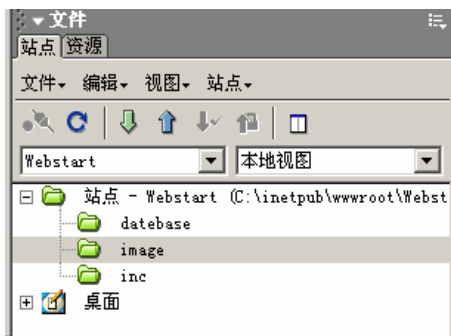 文件
站点 资源
文件 编辑 视图 站点
Webstart 本地视图
站点 - Webstart (C:\inetpub\wwwroot\Webst
datebase
image
inc
桌面